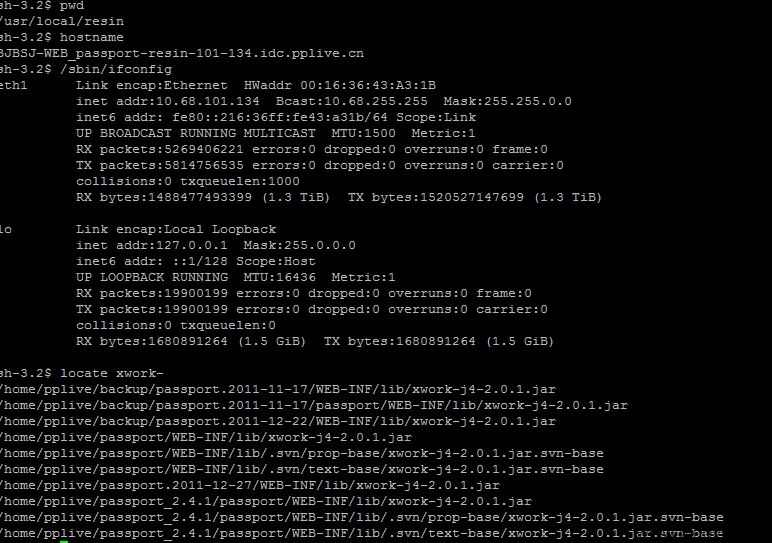 sh-3.2$ pwd
/usr/local/resin
sh-3.2$ hostname
BJBSJ-WEB_passport-resin-101-134.idc.pplive.cn
sh-3.2$ /sbin/ifconfig
eth1 Link encap:Ethernet HWaddr 00:16:36:43:A3:1B
inet addr:10.68.101.134 Bcast:10.68.255.255 Mask:255.255.0.0
inet6 addr: fe80::216:36ff:fe43:a31b/64 Scope:Link
UP BROADCAST RUNNING MULTICAST MTU:1500 Metric:1
RX packets:5269406221 errors:0 dropped:0 overruns:0 frame:0
TX packets:5814756535 errors:0 dropped:0 overruns:0 carrier:0
collisions:0 txqueuelen:1000
RX bytes:1488477493399 (1.3 TiB) TX bytes:1520527147699 (1.3 TiB)
lo Link encap:Local Loopback
inet addr:127.0.0.1 Mask:255.0.0.0
inet6 addr: ::1/128 Scope:Host
UP LOOPBACK RUNNING MTU:16436 Metric:1
RX packets:19900199 errors:0 dropped:0 overruns:0 frame:0
TX packets:19900199 errors:0 dropped:0 overruns:0 carrier:0
collisions:0 txqueuelen:0
RX bytes:1680891264 (1.5 GiB) TX bytes:1680891264 (1.5 GiB)
sh-3.2$ locate xwork-
/home/pplive/backup/passport.2011-11-17/WEB-INF/lib/xwork-j4-2.0.1.jar
/home/pplive/backup/passport.2011-11-17/passport/WEB-INF/lib/xwork-j4-2.0.1.jar
/home/pplive/backup/passport.2011-12-22/WEB-INF/lib/xwork-j4-2.0.1.jar
/home/pplive/passport/WEB-INF/lib/xwork-j4-2.0.1.jar
/home/pplive/passport/WEB-INF/lib/.svn/prop-base/xwork-j4-2.0.1.jar.svn-base
/home/pplive/passport/WEB-INF/lib/.svn/text-base/xwork-j4-2.0.1.jar.svn-base
/home/pplive/passport.2011-12-27/WEB-INF/lib/xwork-j4-2.0.1.jar
/home/pplive/passport_2.4.1/passport/WEB-INF/lib/xwork-j4-2.0.1.jar
/home/pplive/passport_2.4.1/passport/WEB-INF/lib/.svn/prop-base/xwork-j4-2.0.1.jar.svn-base
/home/pplive/passport_2.4.1/passport/WEB-INF/lib/.svn/text-base/xwork-j4-2.0.1.jar.svn-base